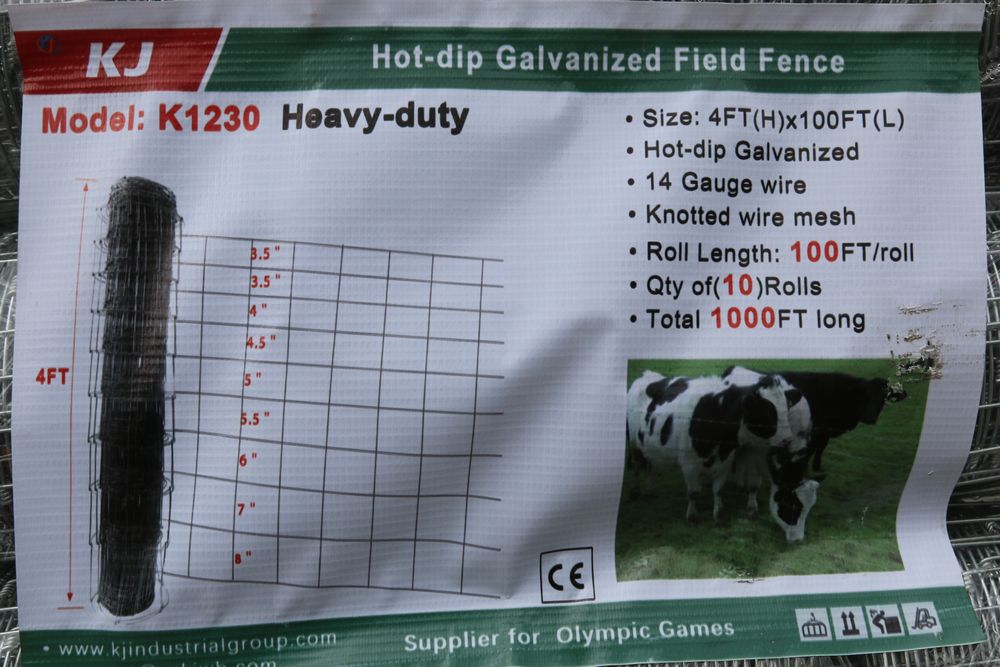 KJ
Hot-dip Galvanized Field Fence
Model: K1230 Heavy-duty
• Size: 4FT(H)x100FT(L)
• Hot-dip Galvanized
• 14 Gauge wire
• Knotted wire mesh
• Roll Length: 100FT/roll
• Qty of(10)Rolls
• Total 1000FT long
4FT
3.5 "
3.5 "
4 "
4.5 "
5 "
5.5 "
6 "
7 "
8 "
CE
• www.kjindustrialgroup.com
Supplier for Olympic Games